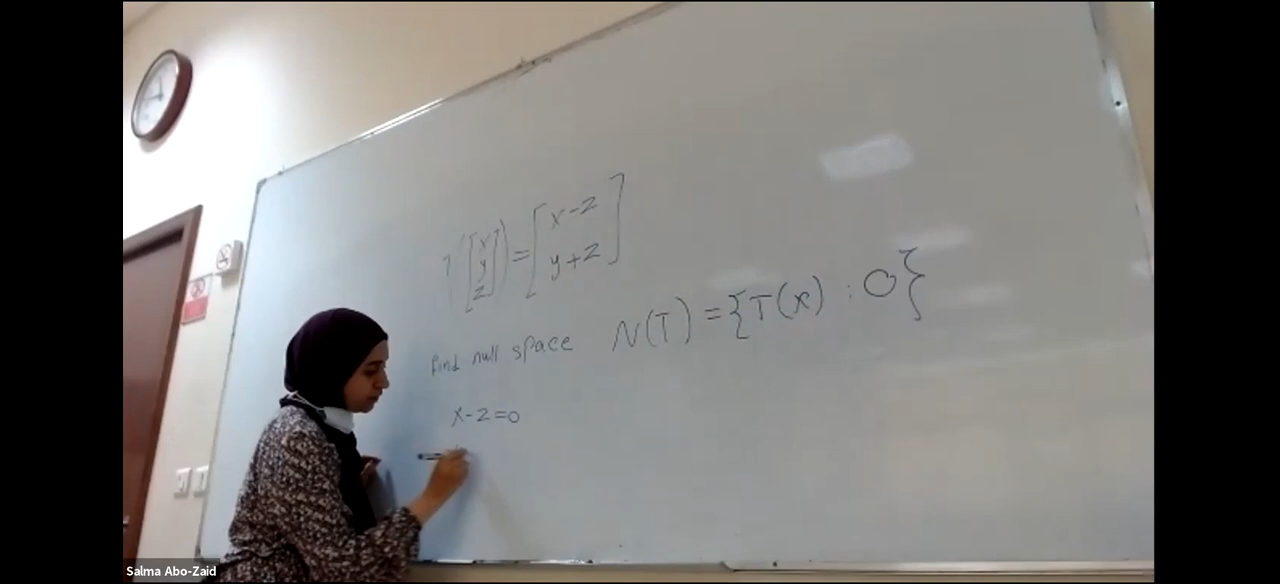 T([x y z]) = [x-z y+z]
find null space N(T) = {T(x) : 0}
x-z=0
Salma Abo-Zaid